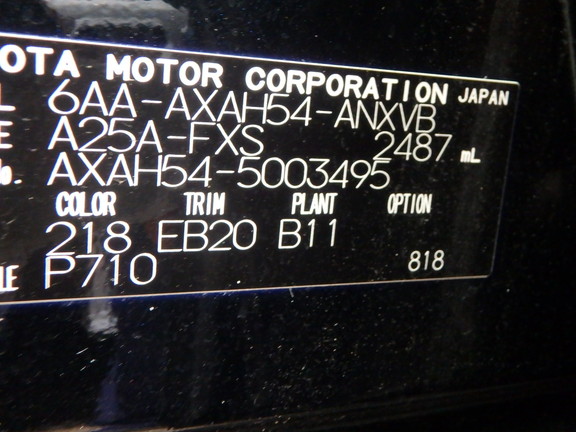 OTA MOTOR CORPORATION JAPAN
L 6AA-AXAH54-ANXVB
E A25A-FXS 2487 mL
o. AXAH54-5003495
COLOR TRIM PLANT OPTION
218 EB20 B11
LE P710 818